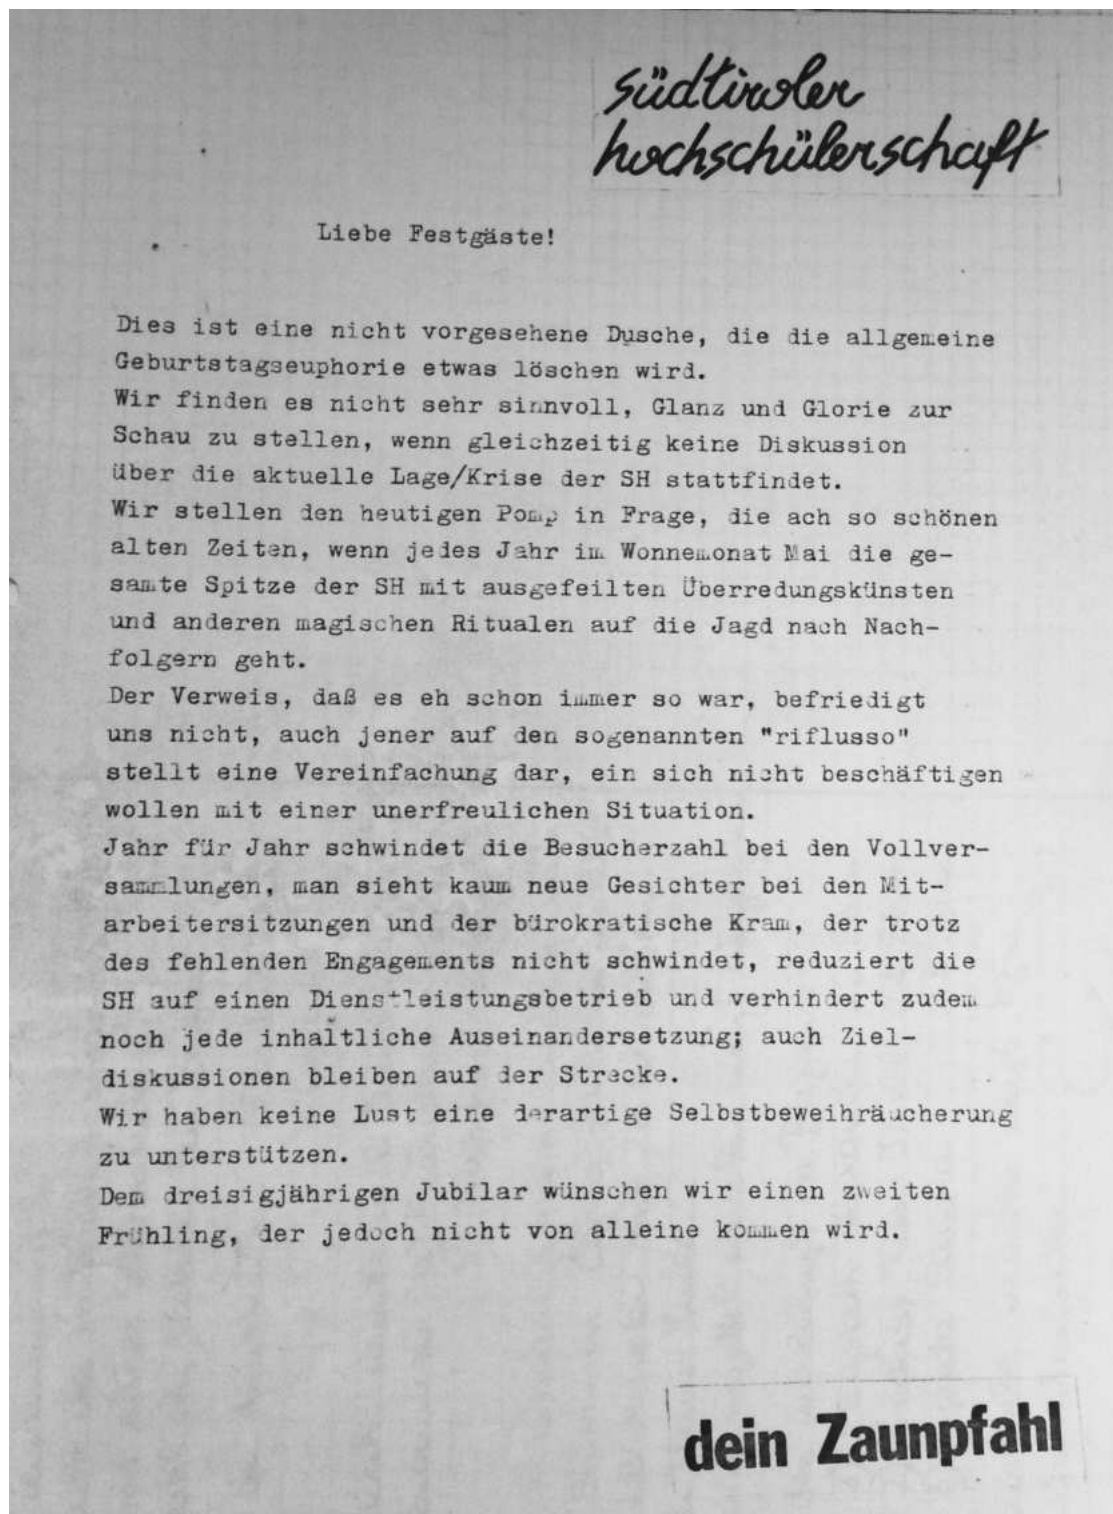 südtiroler
hochschülerschaft
Liebe Festgäste!
Dies ist eine nicht vorgesehene Dusche, die die allgemeine
Geburtstagseuphorie etwas löschen wird.
Wir finden es nicht sehr sinnvoll, Glanz und Glorie zur
Schau zu stellen, wenn gleichzeitig keine Diskussion
über die aktuelle Lage/Krise der SH stattfindet.
Wir stellen den heutigen Pomp in Frage, die ach so schönen
alten Zeiten, wenn jedes Jahr im Wonnemonat Mai die ge-
samte Spitze der SH mit ausgefeilten Überredungskünsten
und anderen magischen Ritualen auf die Jagd nach Nach-
folgern geht.
Der Verweis, daß es eh schon immer so war, befriedigt
uns nicht, auch jener auf den sogenannten "riflusso"
stellt eine Vereinfachung dar, ein sich nicht beschäftigen
wollen mit einer unerfreulichen Situation.
Jahr für Jahr schwindet die Besucherzahl bei den Vollver-
sammlungen, man sieht kaum neue Gesichter bei den Mit-
arbeitersitzungen und der bürokratische Kram, der trotz
des fehlenden Engagements nicht schwindet, reduziert die
SH auf einen Dienstleistungsbetrieb und verhindert zudem
noch jede inhaltliche Auseinandersetzung; auch Ziel-
diskussionen bleiben auf der Strecke.
Wir haben keine Lust eine derartige Selbstbeweihräucherung
zu unterstützen.
Dem dreisigjährigen Jubilar wünschen wir einen zweiten
Frühling, der jedoch nicht von alleine kommen wird.
dein Zaunpfahl